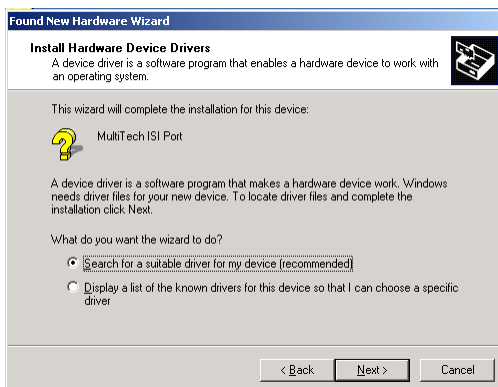 Found New Hardware Wizard
Install Hardware Device Drivers
A device driver is a software program that enables a hardware device to work with
an operating system.
This wizard will complete the installation for this device:
MultiTech ISI Port
A device driver is a software program that makes a hardware device work. Windows
needs driver files for your new device. To locate driver files and complete the
installation click Next.
What do you want the wizard to do?
Search for a suitable driver for my device (recommended)
Display a list of the known drivers for this device so that I can choose a specific
driver
< Back
Next >
Cancel